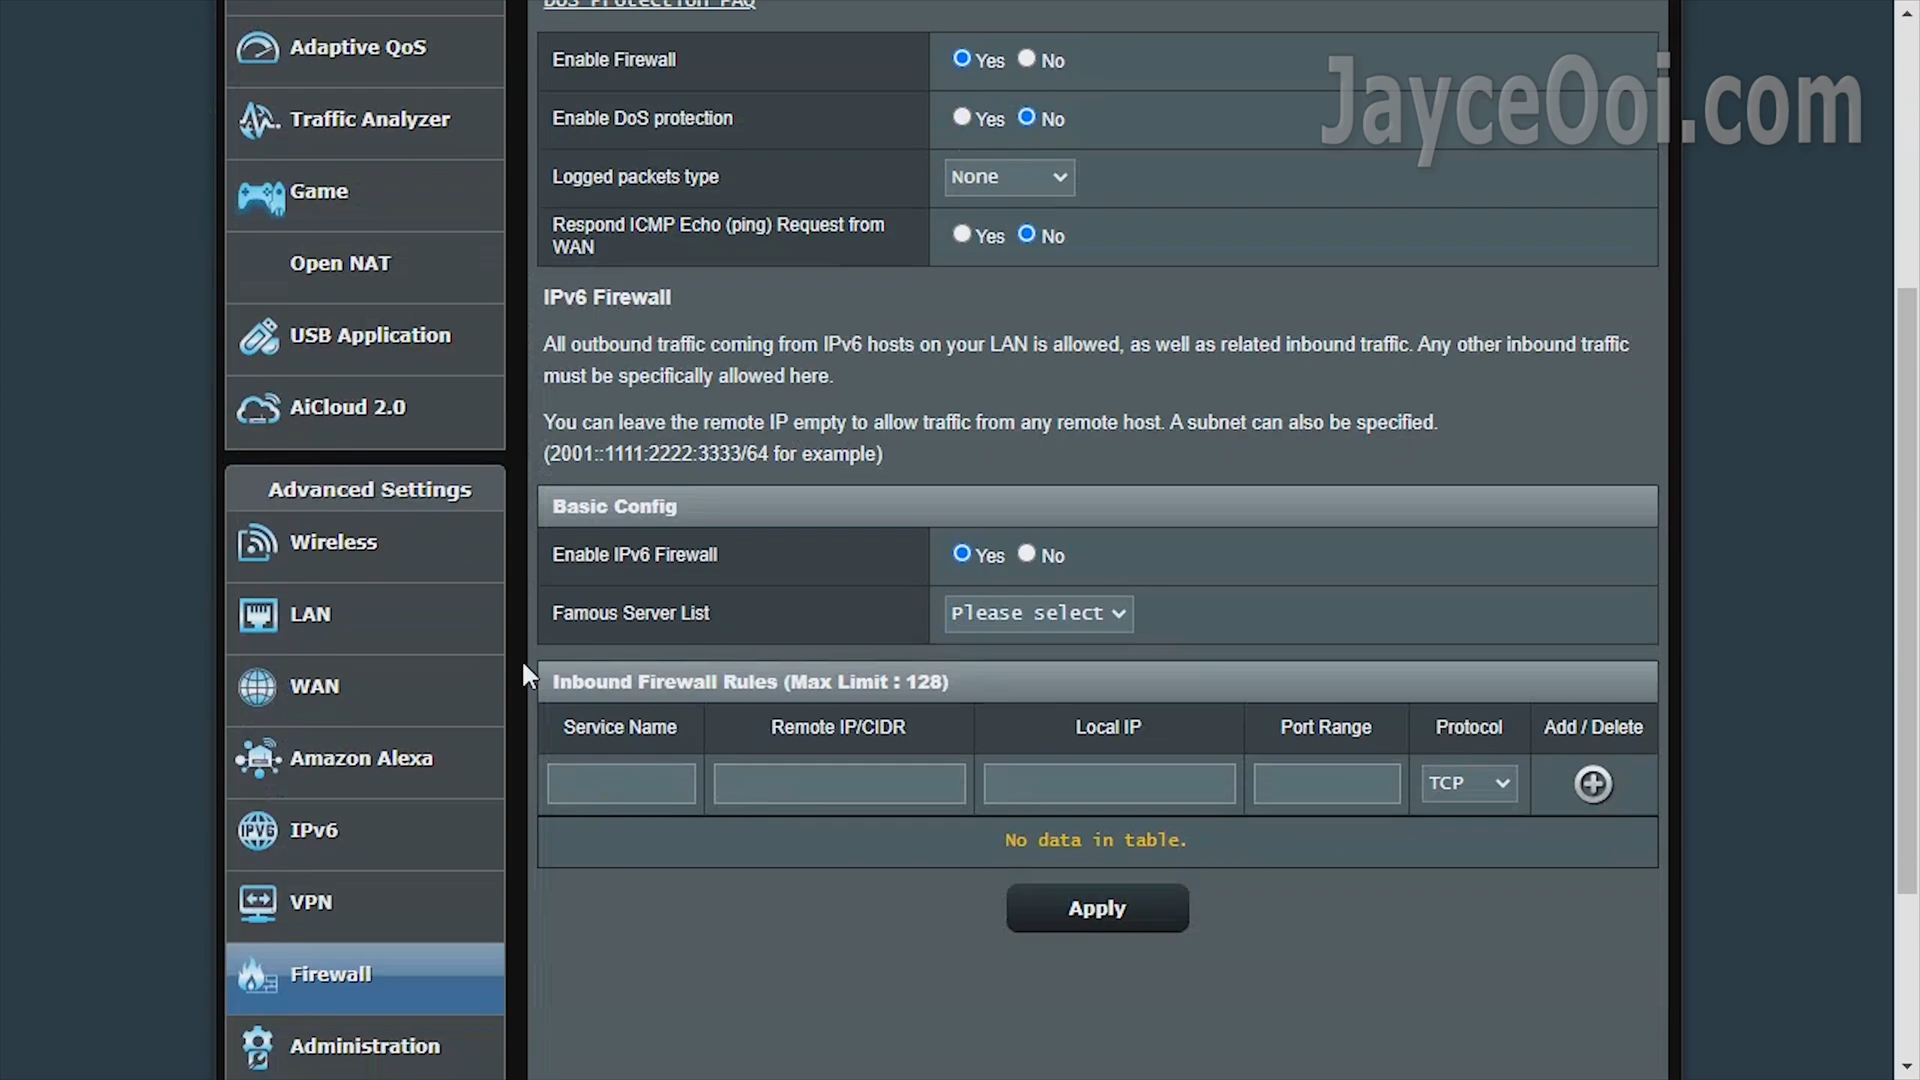 DoS Protection FAQ
Adaptive QoS
Traffic Analyzer
Game
Open NAT
USB Application
AiCloud 2.0
Advanced Settings
Wireless
LAN
WAN
Amazon Alexa
IPv6
VPN
Firewall
Administration
JayceOoi.com
Enable Firewall Yes No
Enable DoS protection Yes No
Logged packets type None
Respond ICMP Echo (ping) Request from
WAN Yes No
IPv6 Firewall
All outbound traffic coming from IPv6 hosts on your LAN is allowed, as well as related inbound traffic. Any other inbound traffic
must be specifically allowed here.
You can leave the remote IP empty to allow traffic from any remote host. A subnet can also be specified.
(2001::1111:2222:3333/64 for example)
Basic Config
Enable IPv6 Firewall Yes No
Famous Server List Please select
Inbound Firewall Rules (Max Limit : 128)
Service Name Remote IP/CIDR Local IP Port Range Protocol Add / Delete
TCP
No data in table.
Apply